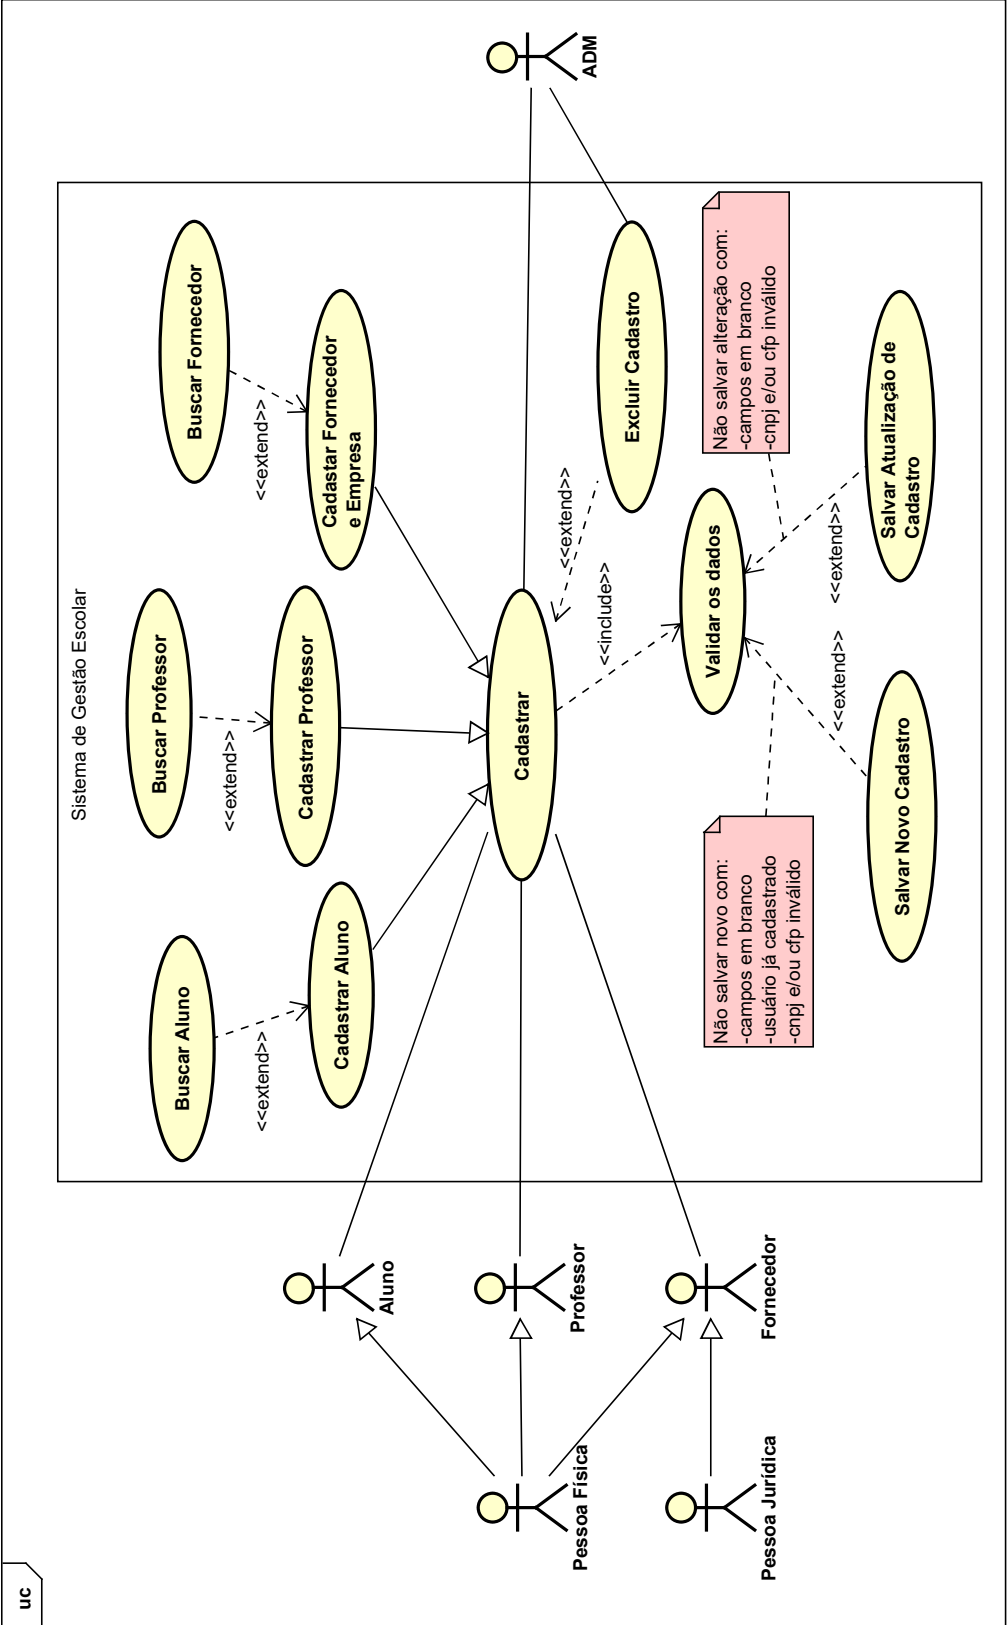 uc
Sistema de Gestão Escolar
Buscar Aluno
Buscar Professor
Buscar Fornecedor
<<extend>>
<<extend>>
<<extend>>
Cadastrar Aluno
Cadastrar Professor
Cadastar Fornecedor
e Empresa
Aluno
Pessoa Física
Professor
Cadastrar
ADM
<<extend>>
<<include>>
Excluir Cadastro
Pessoa Jurídica
Fornecedor
Validar os dados
Não salvar novo com:
-campos em branco
-usuário já cadastrado
-cnpj e/ou cfp inválido
Não salvar alteração com:
-campos em branco
-cnpj e/ou cfp inválido
<<extend>>
<<extend>>
Salvar Novo Cadastro
Salvar Atualização de
Cadastro